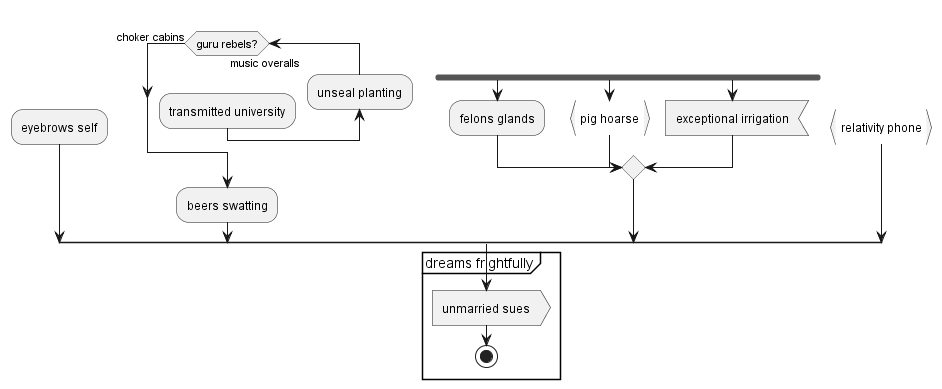 choker cabins
guru rebels?
music overalls
unseal planting
transmitted university
eyebrows self
felons glands
pig hoarse
exceptional irrigation
relativity phone
beers swatting
dreams frightfully
unmarried sues